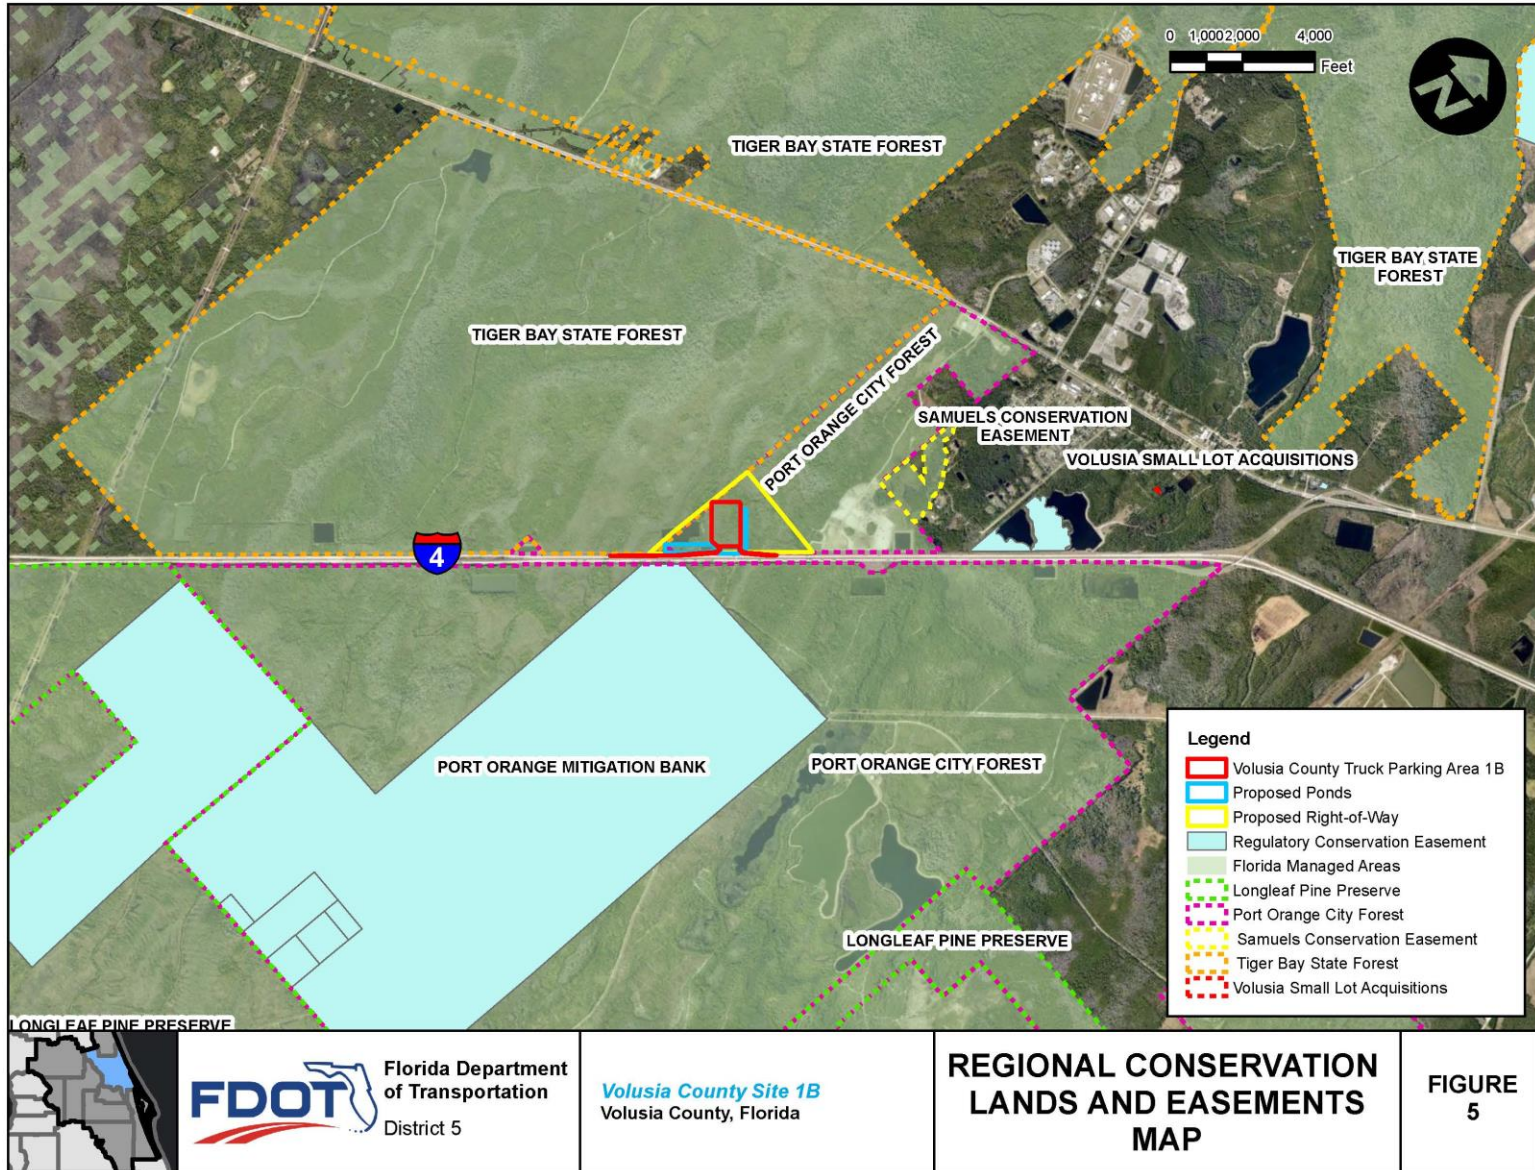 0 1,000 2,000 4,000
Feet
N
TIGER BAY STATE FOREST
TIGER BAY STATE
FOREST
TIGER BAY STATE FOREST
PORT ORANGE CITY FOREST
SAMUELS CONSERVATION
EASEMENT
VOLUSIA SMALL LOT ACQUISITIONS
4
PORT ORANGE MITIGATION BANK
PORT ORANGE CITY FOREST
LONGLEAF PINE PRESERVE
LONGLEAF PINE PRESERVE
Legend
Volusia County Truck Parking Area 1B
Proposed Ponds
Proposed Right-of-Way
Regulatory Conservation Easement
Florida Managed Areas
Longleaf Pine Preserve
Port Orange City Forest
Samuels Conservation Easement
Tiger Bay State Forest
Volusia Small Lot Acquisitions
FDOT
Florida Department
of Transportation
District 5
Volusia County Site 1B
Volusia County, Florida
REGIONAL CONSERVATION
LANDS AND EASEMENTS
MAP
FIGURE
5